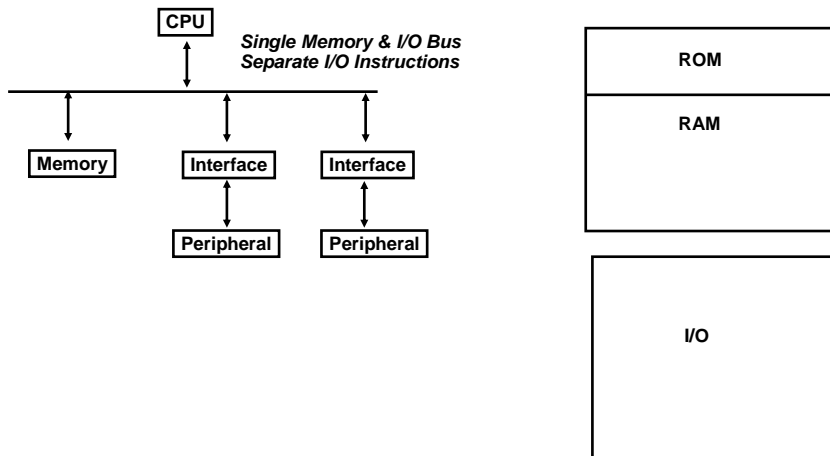 CPU
Single Memory & I/O Bus
Separate I/O Instructions
Memory
Interface
Interface
Peripheral
Peripheral
ROM
RAM
I/O